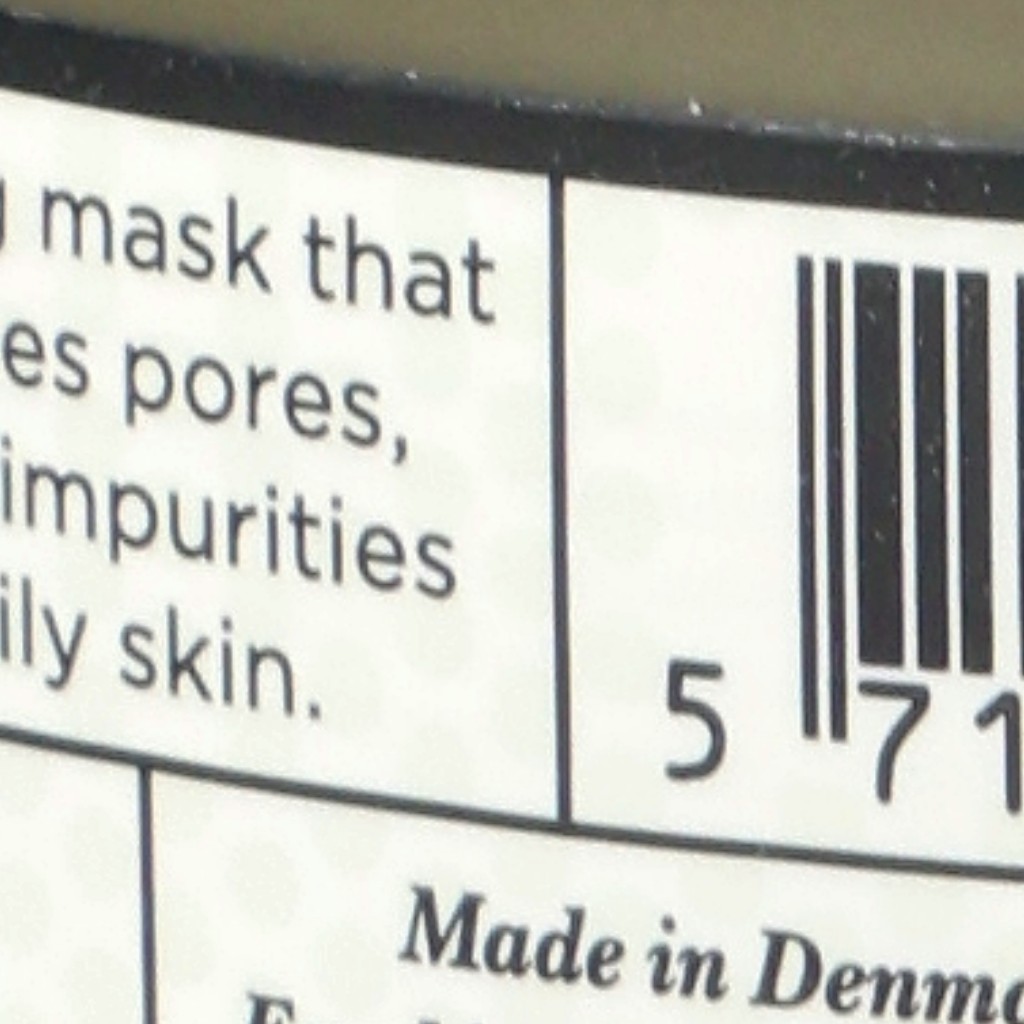 mask that
es pores,
impurities
ily skin.
5 71
Made in Denm